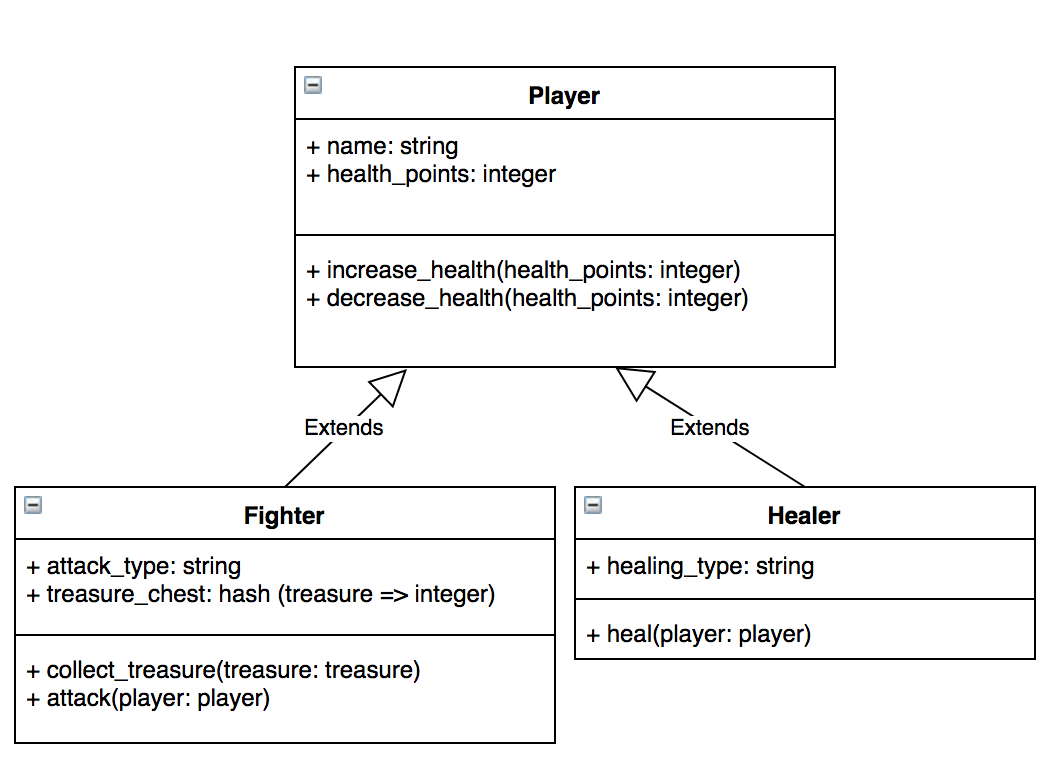 Player
+ name: string
+ health_points: integer
+ increase_health(health_points: integer)
+ decrease_health(health_points: integer)
Extends
Extends
Fighter
+ attack_type: string
+ treasure_chest: hash (treasure => integer)
+ collect_treasure(treasure: treasure)
+ attack(player: player)
Healer
+ healing_type: string
+ heal(player: player)